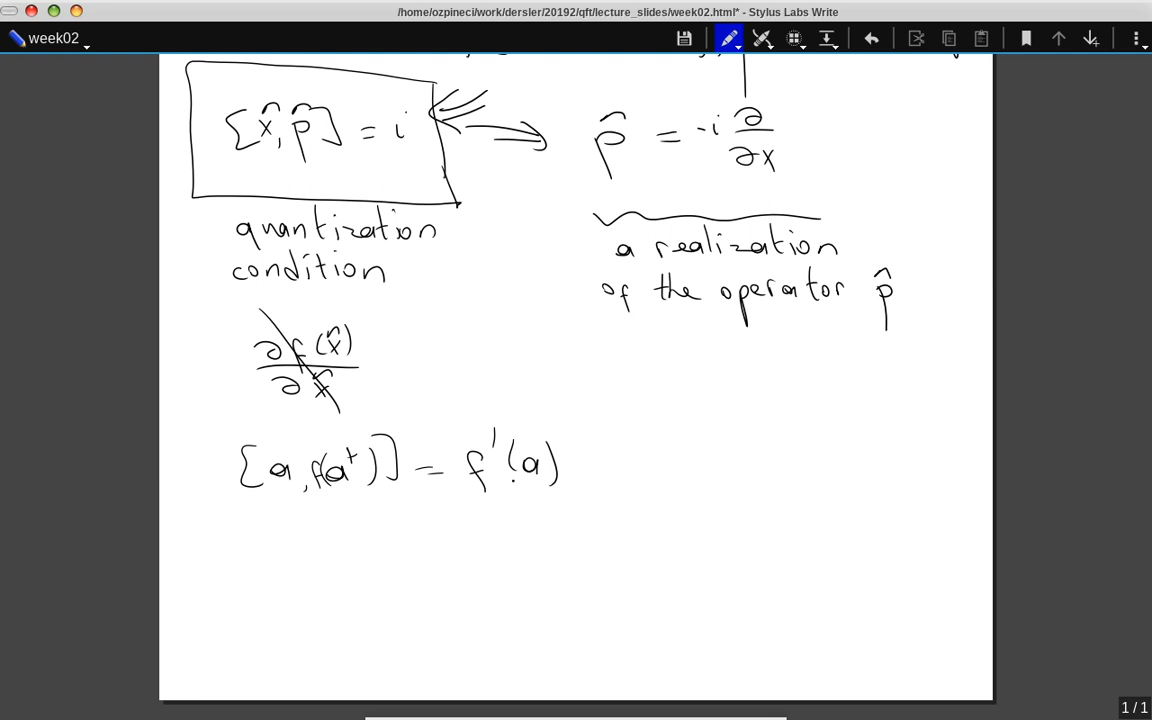 /home/ozpineci/work/dersler/20192/qft/lecture_slides/week02.html* - Stylus Labs Write
week02
[x̂, p̂] = i
p̂ = -i ∂/∂x
quantization
condition
a realization
of the operator p̂
∂f(x̂)/∂x̂
[a, f(a†)] = f'(a)
1 / 1